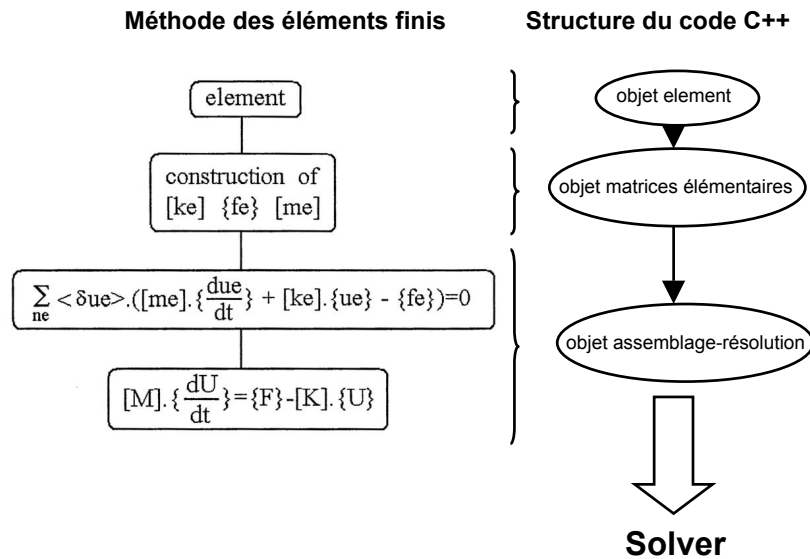 Méthode des éléments finis
Structure du code C++
element
construction of
[ke] {fe} [me]
∑ <δue>.([me].{due/dt} + [ke].{ue} - {fe})=0
ne
[M].{dU/dt}={F}-[K].{U}
objet element
objet matrices élémentaires
objet assemblage-résolution
Solver